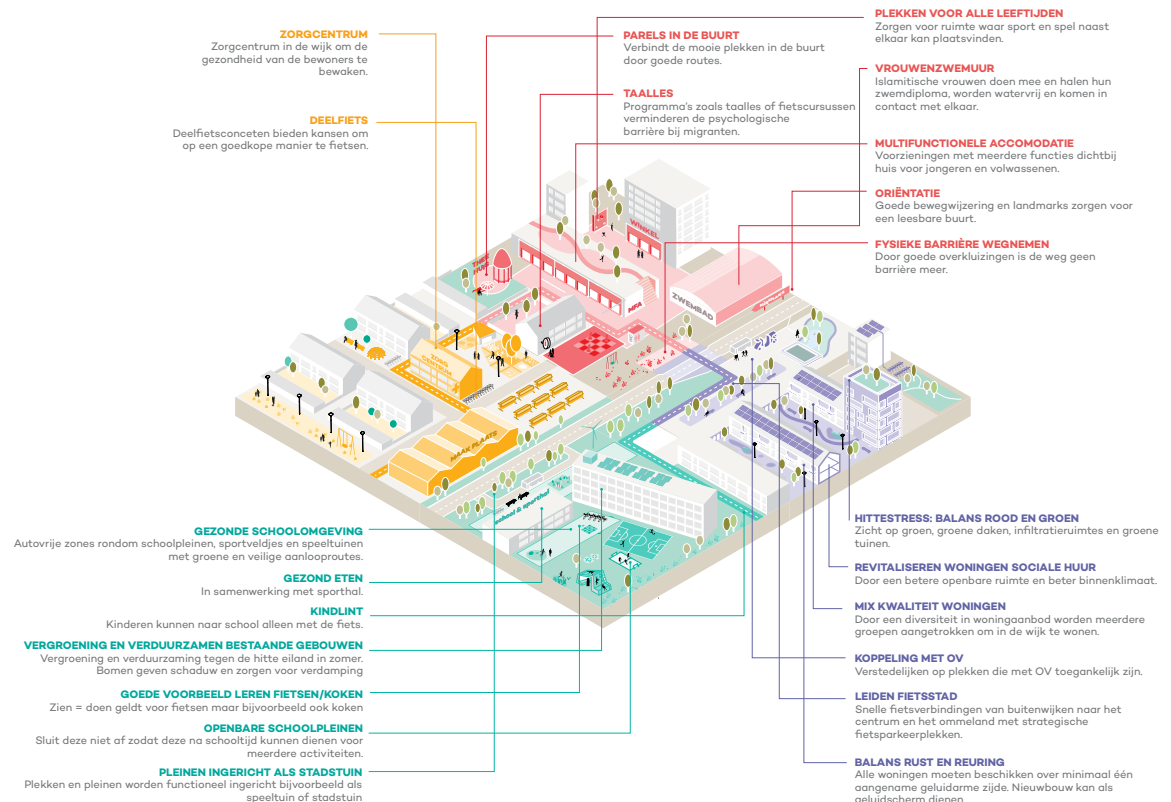 ZORGCENTRUM
Zorgcentrum in de wijk om de
gezondheid van de bewoners te
bewaken.
DEELFIETS
Deelfietsconceten bieden kansen om
op een goedkope manier te fietsen.
PARELS IN DE BUURT
Verbindt de mooie plekken in de buurt
door goede routes.
TAALLES
Programma's zoals taalles of fietscursussen
verminderen de psychologische
barrière bij migranten.
PLEKKEN VOOR ALLE LEEFTIJDEN
Zorgen voor ruimte waar sport en spel naast
elkaar kan plaatsvinden.
VROUWENZWEMUUR
Islamitische vrouwen doen mee en halen hun
zwemdiploma, worden watervrij en komen in
contact met elkaar.
MULTIFUNCTIONELE ACCOMODATIE
Voorzieningen met meerdere functies dichtbij
huis voor jongeren en volwassenen.
ORIËNTATIE
Goede bewegwijzering en landmarks zorgen voor
een leesbare buurt.
FYSIEKE BARRIÈRE WEGNEMEN
Door goede overkluizingen is de weg geen
barrière meer.
WINKEL
MFA
ZWEMBAD
ZORG
CENTRUM
MAAK PLAATS
school & sporthal
GEZONDE SCHOOLOMGEVING
Autovrije zones rondom schoolpleinen, sportveldjes en speeltuinen
met groene en veilige aanlooproutes.
GEZOND ETEN
In samenwerking met sporthal.
KINDLINT
Kinderen kunnen naar school alleen met de fiets.
VERGROENING EN VERDUURZAMEN BESTAANDE GEBOUWEN
Vergroening en verduurzaming tegen de hitte eiland in zomer.
Bomen geven schaduw en zorgen voor verdamping
GOEDE VOORBEELD LEREN FIETSEN/KOKEN
Zien = doen geldt voor fietsen maar bijvoorbeeld ook koken
OPENBARE SCHOOLPLEINEN
Sluit deze niet af zodat deze na schooltijd kunnen dienen voor
meerdere activiteiten.
PLEINEN INGERICHT ALS STADSTUIN
Plekken en pleinen worden functioneel ingericht bijvoorbeeld als
speeltuin of stadstuin
HITTESTRESS: BALANS ROOD EN GROEN
Zicht op groen, groene daken, infiltratieruimtes en groene
tuinen.
REVITALISEREN WONINGEN SOCIALE HUUR
Door een betere openbare ruimte en beter binnenklimaat.
MIX KWALITEIT WONINGEN
Door een diversiteit in woningaanbod worden meerdere
groepen aangetrokken om in de wijk te wonen.
KOPPELING MET OV
Verstedelijken op plekken die met OV toegankelijk zijn.
LEIDEN FIETSSTAD
Snelle fietsverbindingen van buitenwijken naar het
centrum en het ommeland met strategische
fietsparkeerplekken.
BALANS RUST EN REURING
Alle woningen moeten beschikken over minimaal één
aangename geluidarme zijde. Nieuwbouw kan als
geluidscherm dienen.